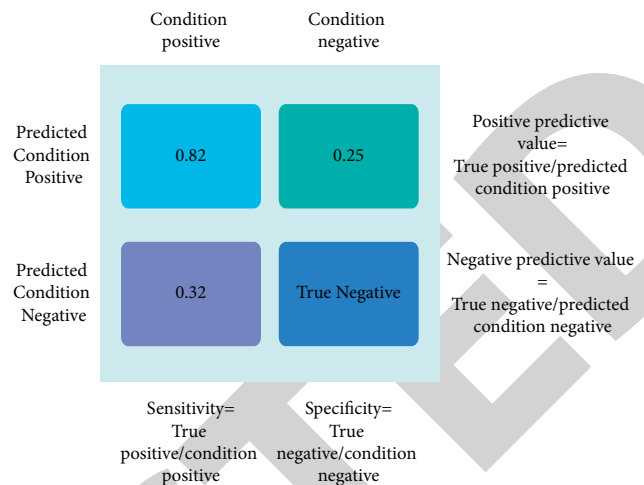 Condition
positive
Condition
negative
Predicted
Condition
Positive
0.82
0.25
Positive predictive
value=
True positive/predicted
condition positive
Predicted
Condition
Negative
0.32
True Negative
Negative predictive value
=
True negative/predicted
condition negative
Sensitivity=
True
positive/condition
positive
Specificity=
True
negative/condition
negative